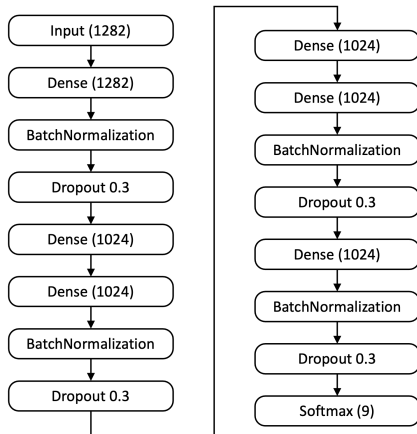 Input (1282)
Dense (1282)
BatchNormalization
Dropout 0.3
Dense (1024)
Dense (1024)
BatchNormalization
Dropout 0.3
Dense (1024)
Dense (1024)
BatchNormalization
Dropout 0.3
Dense (1024)
BatchNormalization
Dropout 0.3
Softmax (9)